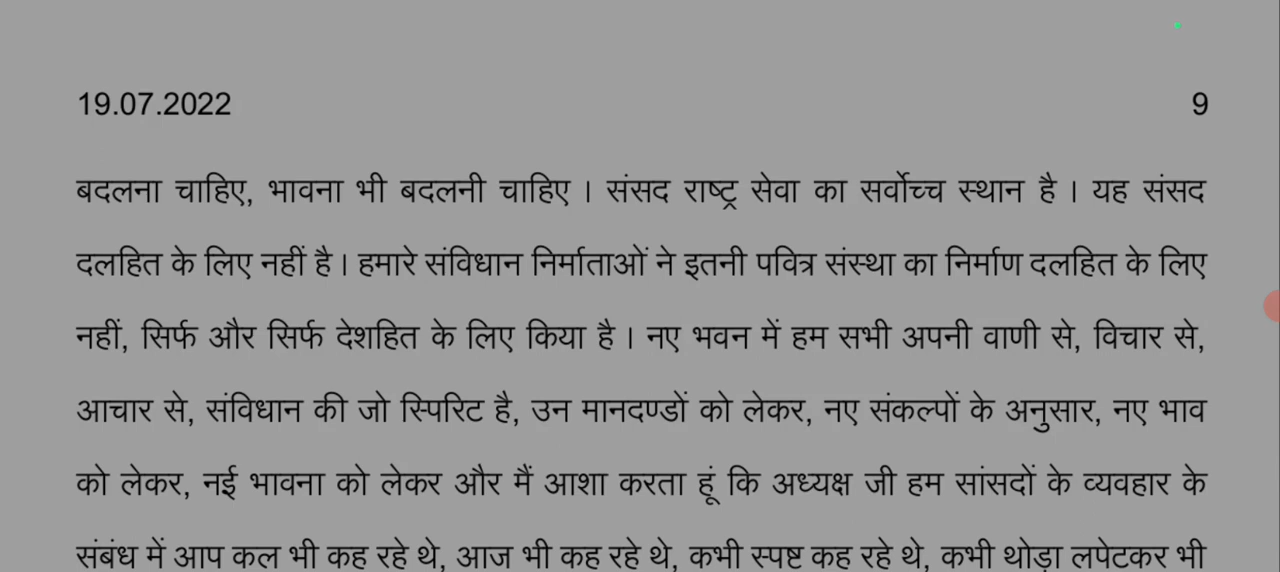 19.07.2022 9
बदलना चाहिए, भावना भी बदलनी चाहिए । संसद राष्ट्र सेवा का सर्वोच्च स्थान है । यह संसद
दलहित के लिए नहीं है । हमारे संविधान निर्माताओं ने इतनी पवित्र संस्था का निर्माण दलहित के लिए
नहीं, सिर्फ और सिर्फ देशहित के लिए किया है । नए भवन में हम सभी अपनी वाणी से, विचार से,
आचार से, संविधान की जो स्पिरिट है, उन मानदण्डों को लेकर, नए संकल्पों के अनुसार, नए भाव
को लेकर, नई भावना को लेकर और मैं आशा करता हूं कि अध्यक्ष जी हम सांसदों के व्यवहार के
संबंध में आप कल भी कह रहे थे, आज भी कह रहे थे, कभी स्पष्ट कह रहे थे, कभी थोड़ा लपेटकर भी